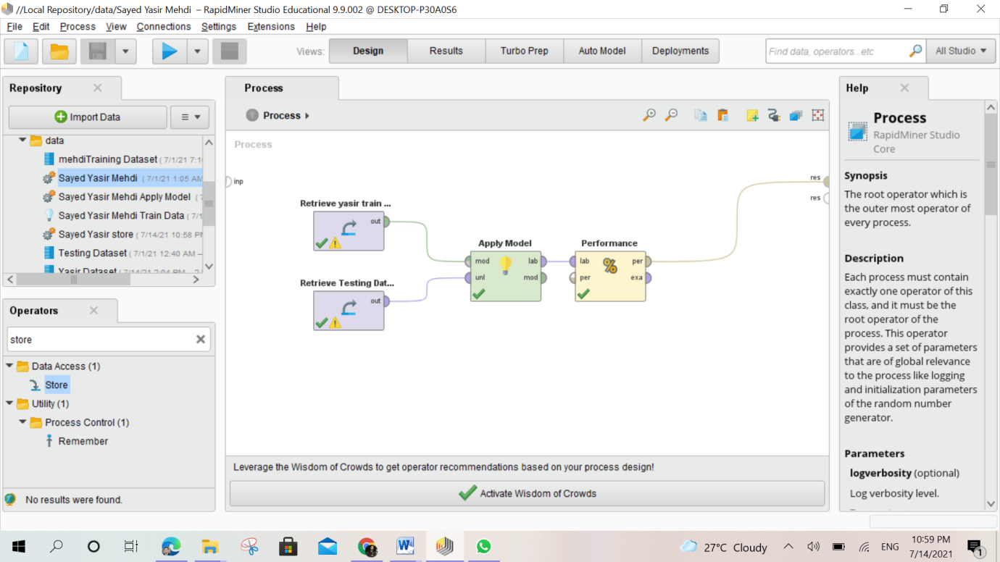 //Local Repository/data/Sayed Yasir Mehdi – RapidMiner Studio Educational 9.9.002 @ DESKTOP-P30A0S6
File Edit Process View Connections Settings Extensions Help
Views: Design Results Turbo Prep Auto Model Deployments
Find data, operators...etc
All Studio
Repository
Import Data
data
mehdiTraining Dataset ( 7/1/21 7:1
Sayed Yasir Mehdi ( 7/1/21 1:05 AM
Sayed Yasir Mehdi Apply Model ( 7
Sayed Yasir Mehdi Train Data ( 7/1
Sayed Yasir store ( 7/14/21 10:58 P
Testing Dataset ( 7/1/21 12:40 AM –
Yasir Dataset ( 7/14/21 2:04 PM
Operators
store
Data Access (1)
Store
Utility (1)
Process Control (1)
Remember
No results were found.
Process
Process
Process
inp
res
res
Retrieve yasir train ...
out
Retrieve Testing Dat...
out
Apply Model
mod lab
unl mod
Performance
lab per
per exa
%
Leverage the Wisdom of Crowds to get operator recommendations based on your process design!
Activate Wisdom of Crowds
Help
Process
RapidMiner Studio
Core
Synopsis
The root operator which is
the outer most operator of
every process.
Description
Each process must contain
exactly one operator of this
class, and it must be the
root operator of the
process. This operator
provides a set of parameters
that are of global relevance
to the process like logging
and initialization parameters
of the random number
generator.
Parameters
logverbosity (optional)
Log verbosity level.
27°C Cloudy
ENG
10:59 PM
7/14/2021
1